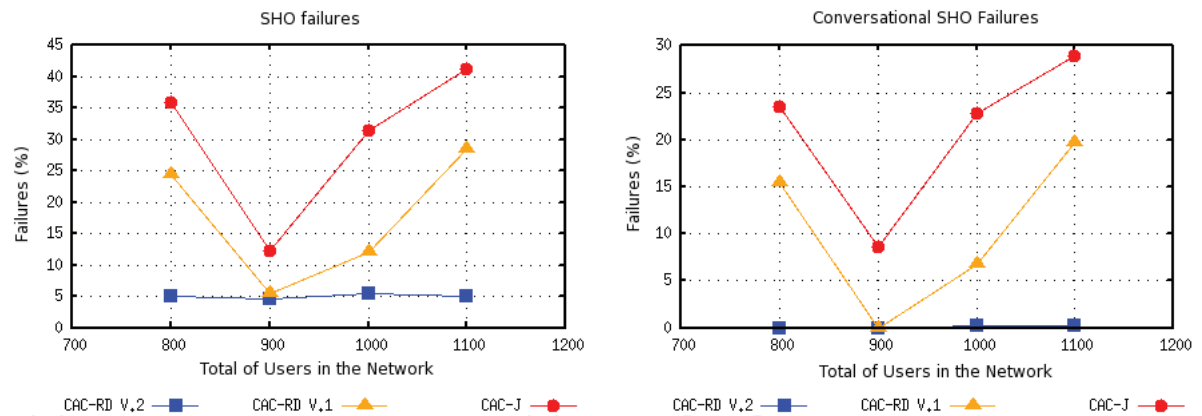 SHO failures
45
40
35
30
25
20
15
10
5
0
Failures (%)
700 800 900 1000 1100 1200
Total of Users in the Network
CAC-RD V.2 CAC-RD V.1 CAC-J
Conversational SHO Failures
30
25
20
15
10
5
0
Failures (%)
700 800 900 1000 1100 1200
Total of Users in the Network
CAC-RD V.2 CAC-RD V.1 CAC-J